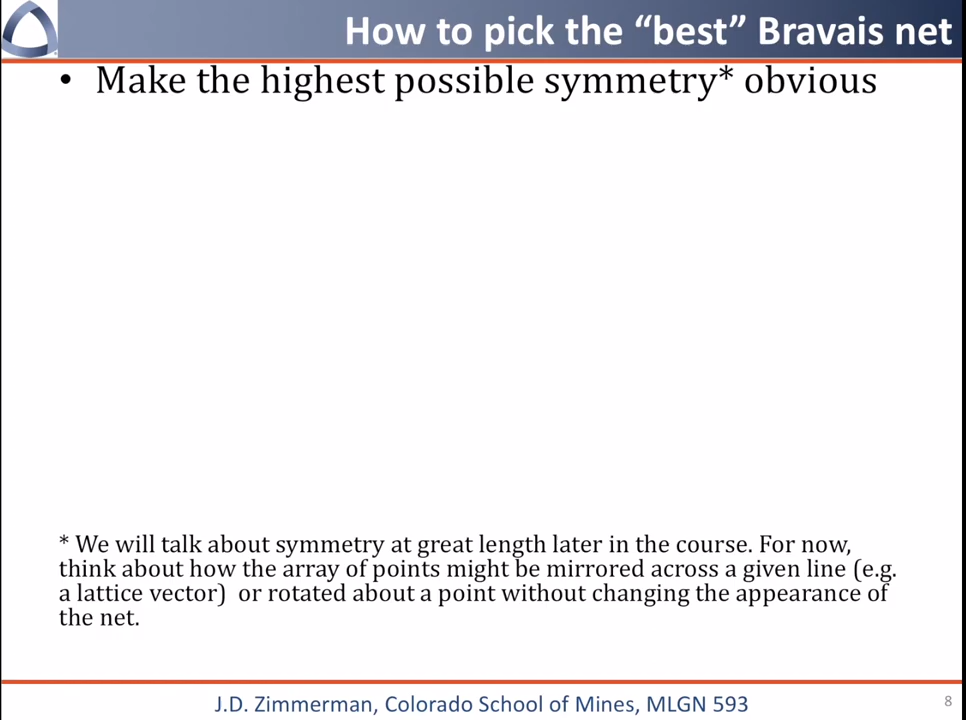 How to pick the “best” Bravais net
• Make the highest possible symmetry* obvious
* We will talk about symmetry at great length later in the course. For now,
think about how the array of points might be mirrored across a given line (e.g.
a lattice vector)  or rotated about a point without changing the appearance of
the net.
J.D. Zimmerman, Colorado School of Mines, MLGN 593
8